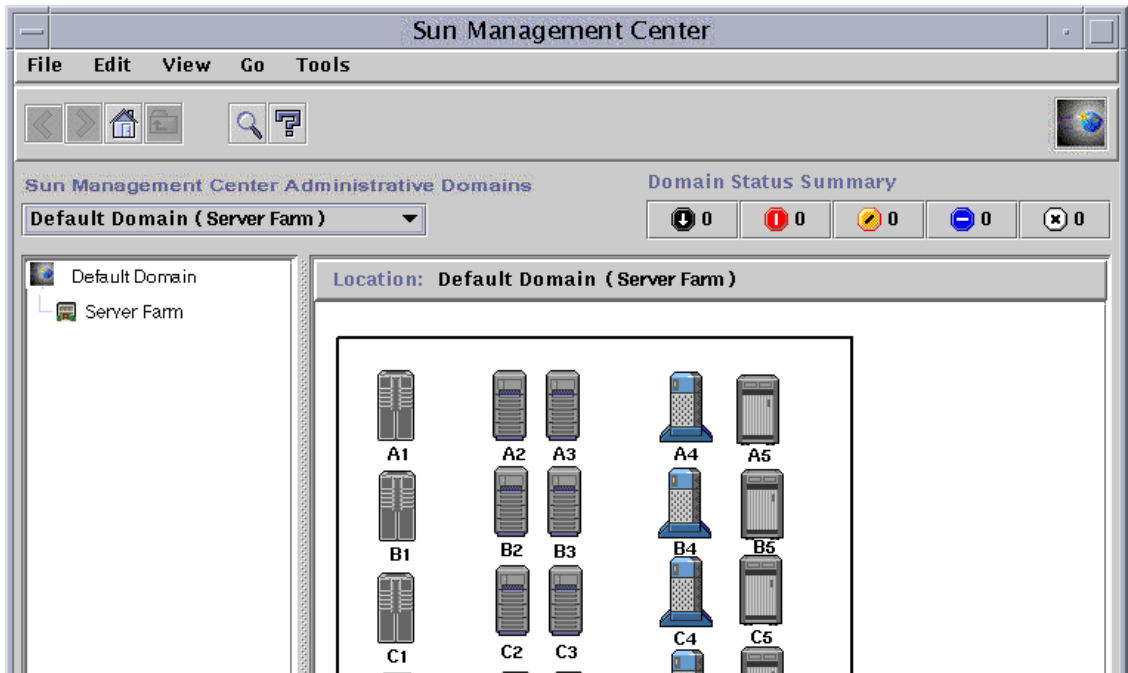 Sun Management Center
File Edit View Go Tools
Sun Management Center Administrative Domains
Domain Status Summary
Default Domain ( Server Farm )
0 0 0 0 0
Default Domain
Server Farm
Location: Default Domain ( Server Farm )
A1 A2 A3 A4 A5
B1 B2 B3 B4 B5
C1 C2 C3 C4 C5